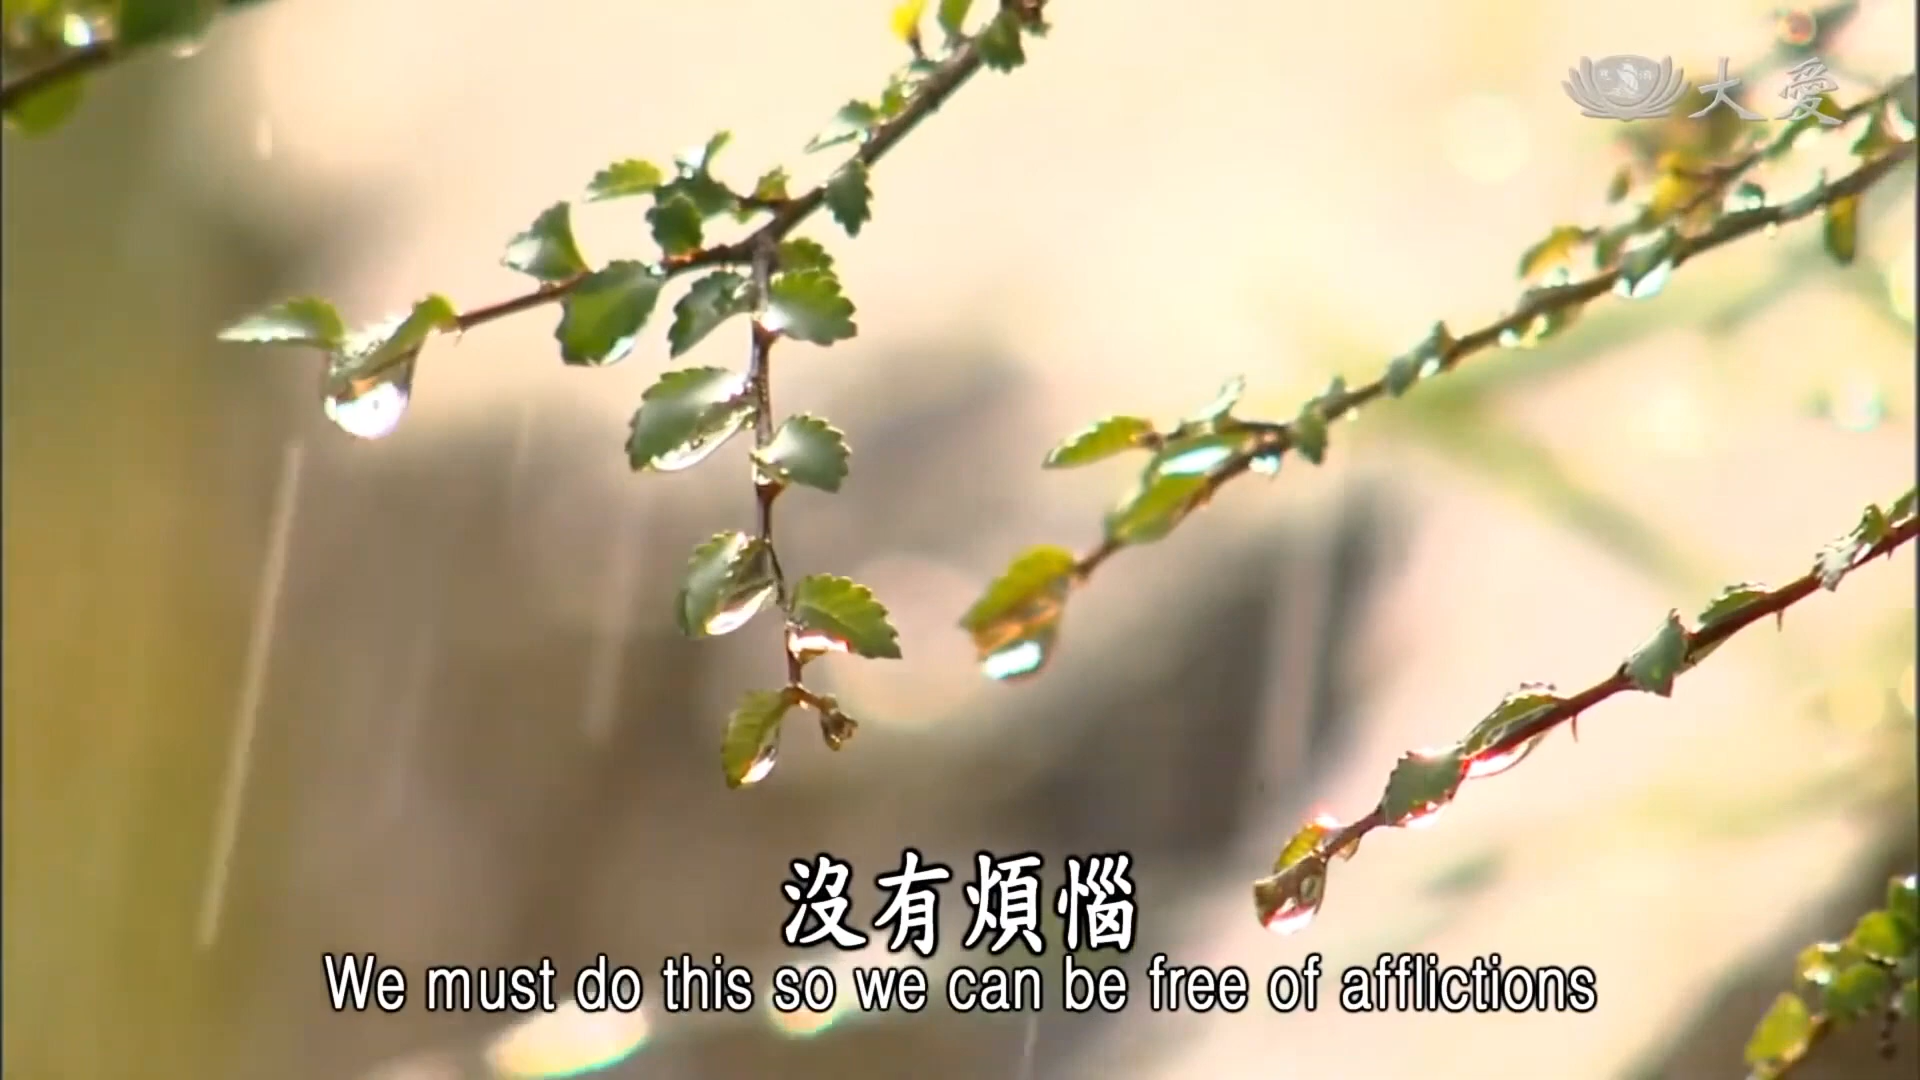 大愛
沒有煩惱
We must do this so we can be free of afflictions